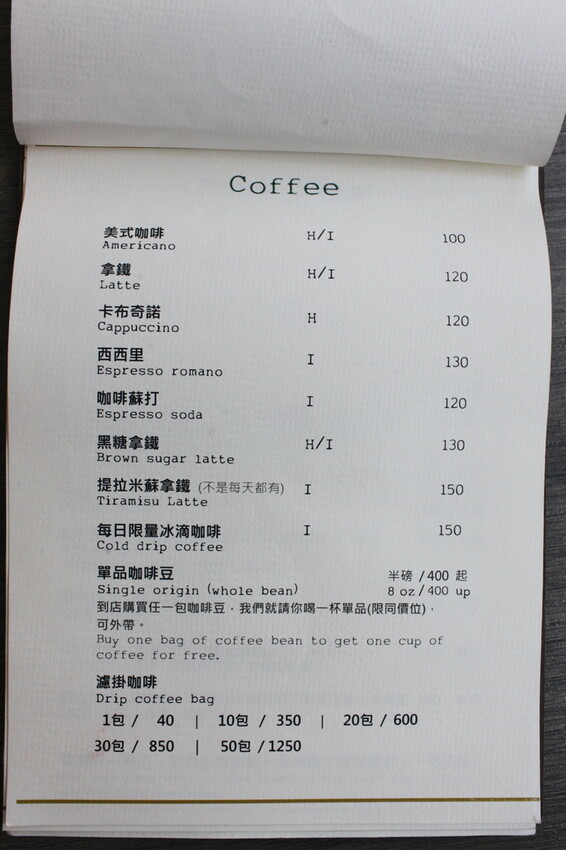 Coffee
美式咖啡 H/I 100
Americano
拿鐵 H/I 120
Latte
卡布奇諾 H 120
Cappuccino
西西里 I 130
Espresso romano
咖啡蘇打 I 120
Espresso soda
黑糖拿鐵 H/I 130
Brown sugar latte
提拉米蘇拿鐵 (不是每天都有) I 150
Tiramisu Latte
每日限量冰滴咖啡 I 150
Cold drip coffee
單品咖啡豆 半磅 /400 起
Single origin (whole bean) 8 oz/400 up
到店購買任一包咖啡豆，我們就請你喝一杯單品(限同價位)，
可外帶。
Buy one bag of coffee bean to get one cup of
coffee for free.
濾掛咖啡
Drip coffee bag
1包 / 40 | 10包 / 350 | 20包 / 600
30包 / 850 | 50包 /1250